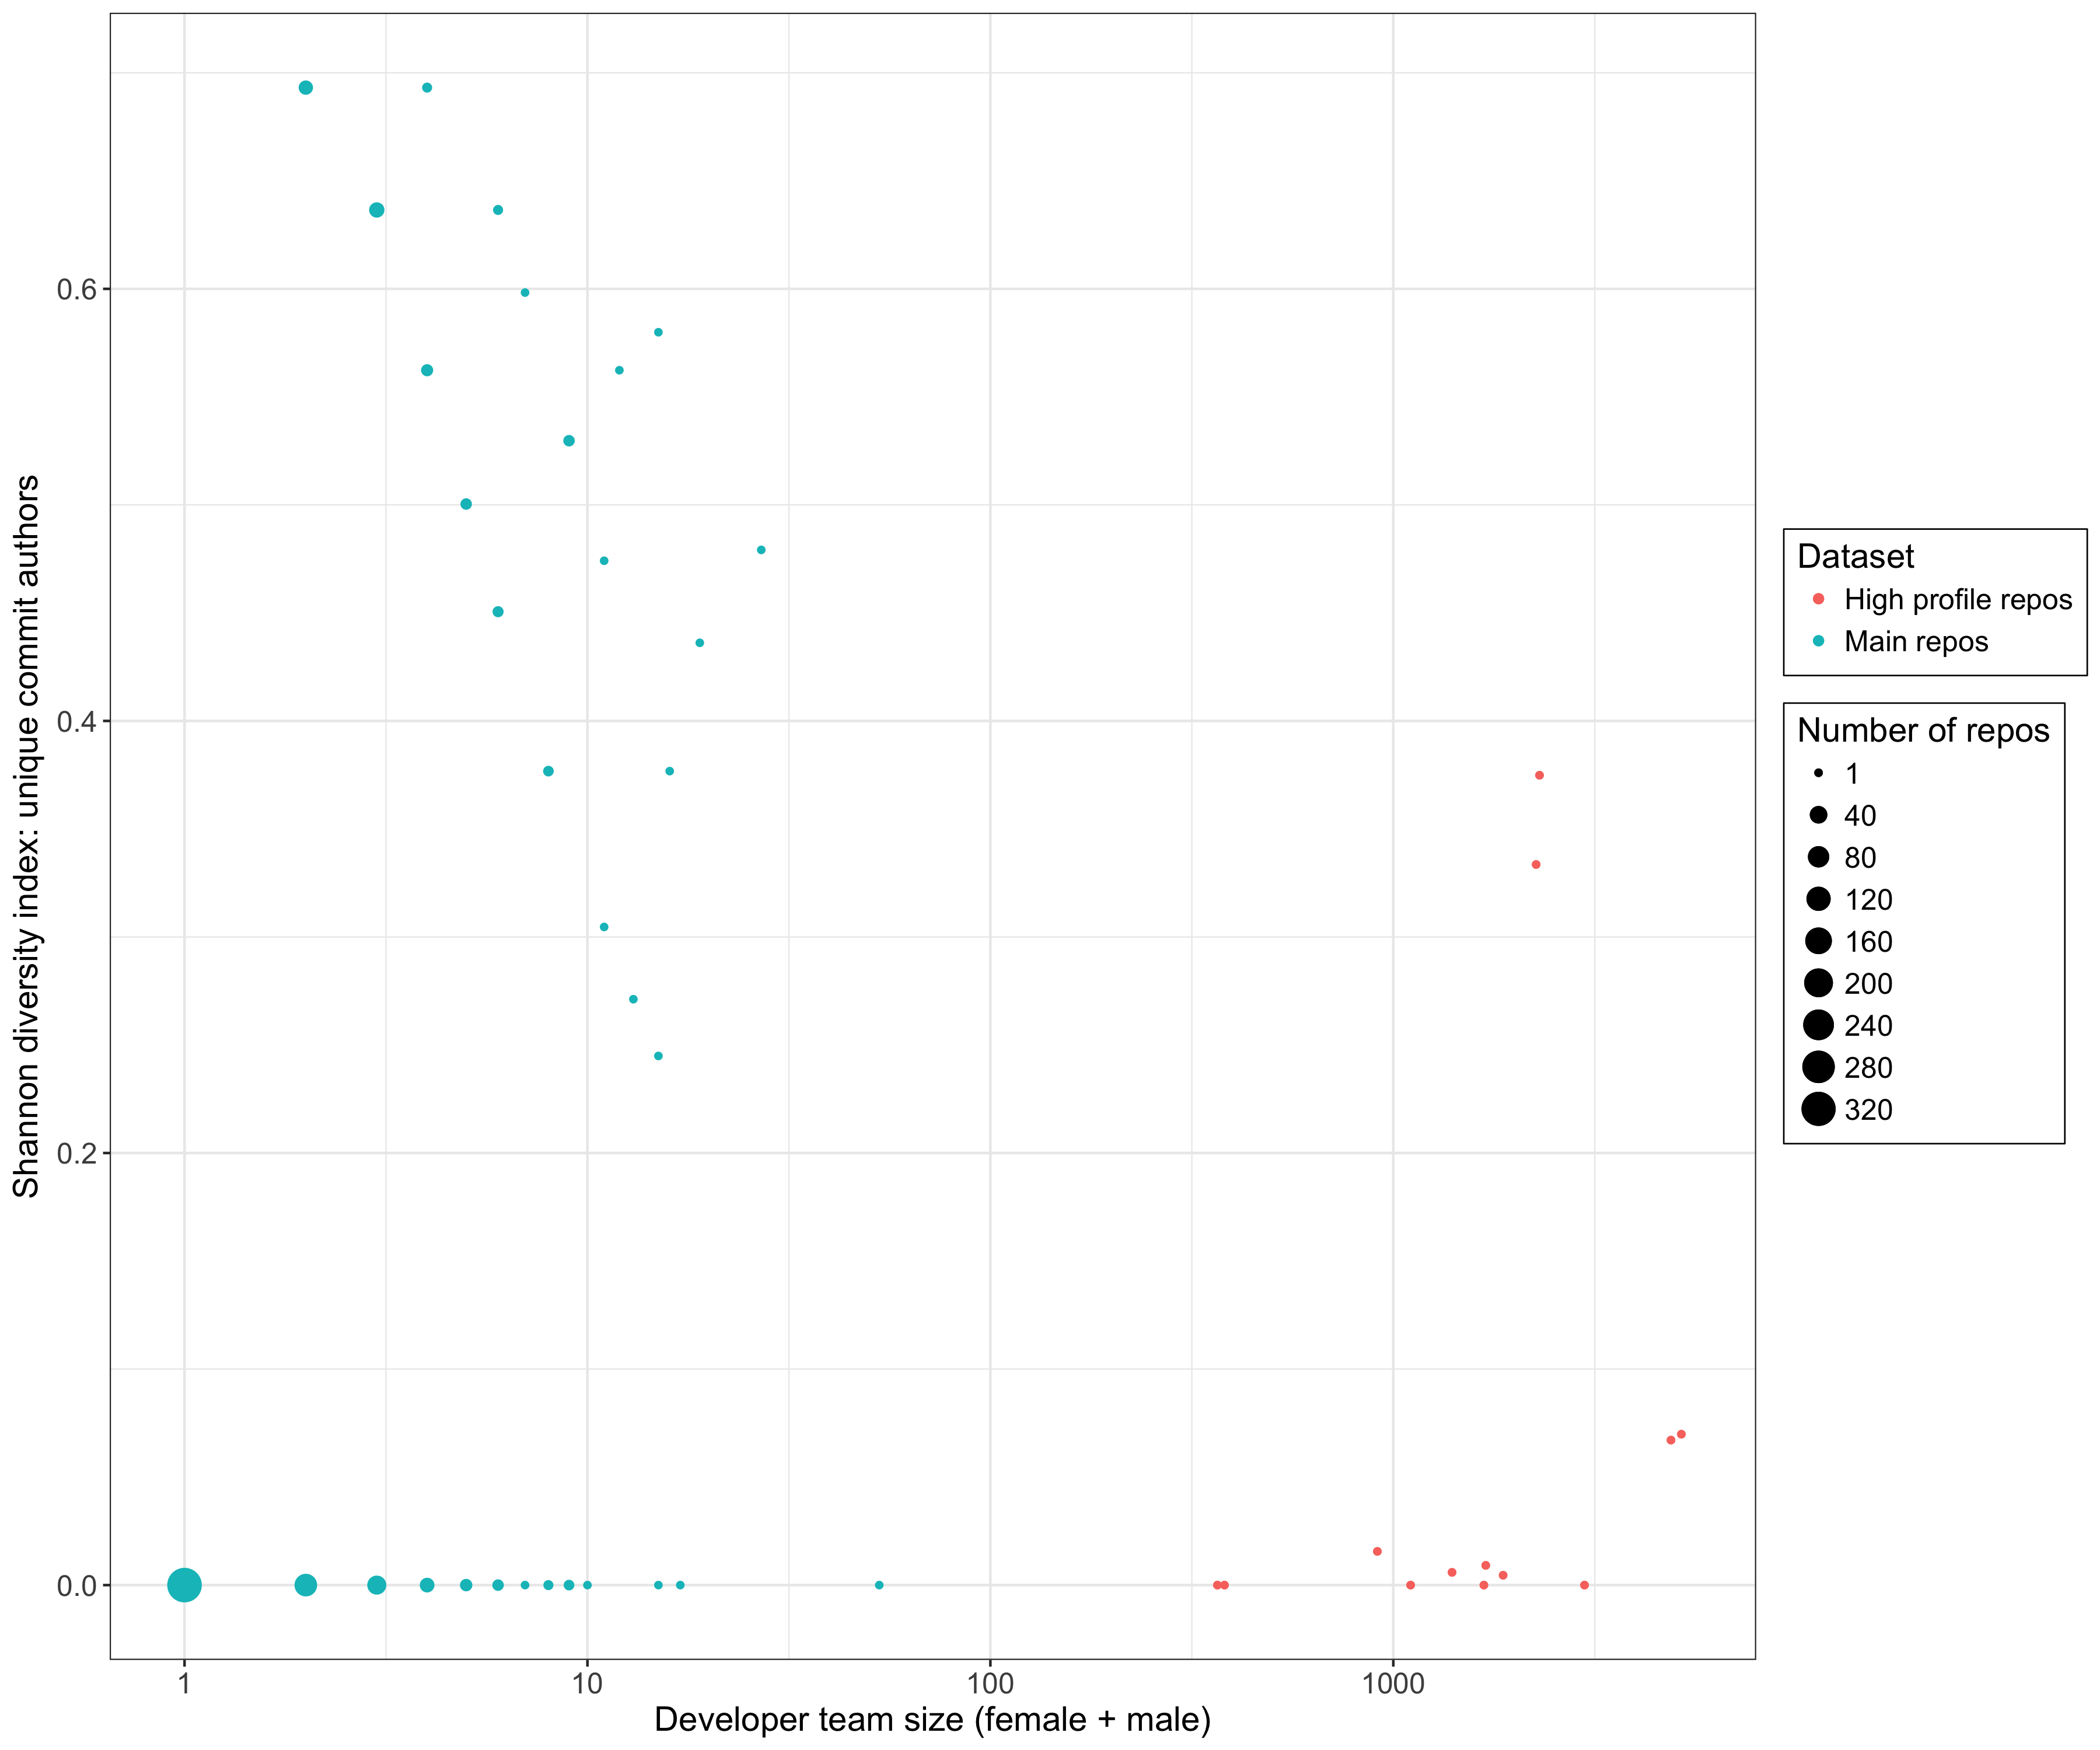 Shannon diversity index: unique commit authors
0.6
0.4
0.2
0.0
1
10
100
1000
Developer team size (female + male)
Dataset
High profile repos
Main repos
Number of repos
1
40
80
120
160
200
240
280
320